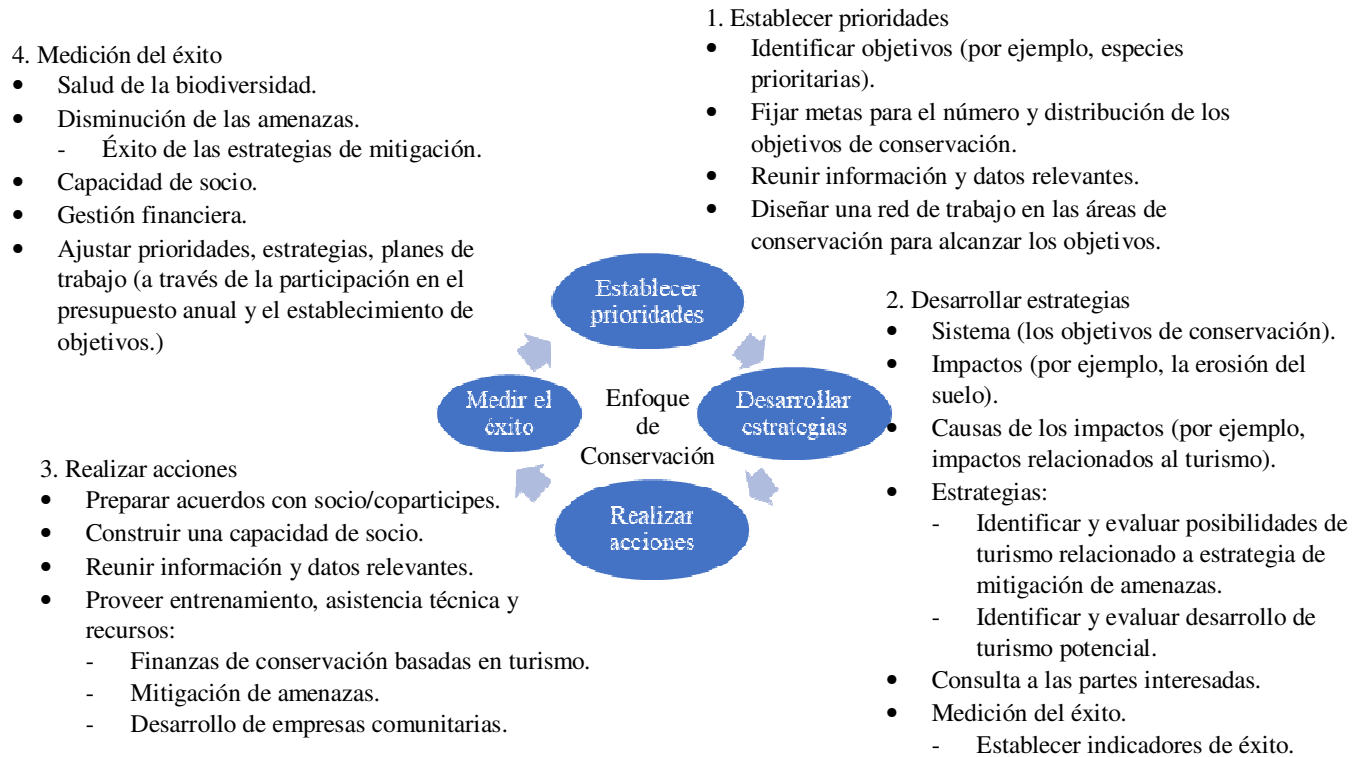 1. Establecer prioridades
• Identificar objetivos (por ejemplo, especies
prioritarias).
• Fijar metas para el número y distribución de los
objetivos de conservación.
• Reunir información y datos relevantes.
• Diseñar una red de trabajo en las áreas de
conservación para alcanzar los objetivos.
4. Medición del éxito
• Salud de la biodiversidad.
• Disminución de las amenazas.
- Éxito de las estrategias de mitigación.
• Capacidad de socio.
• Gestión financiera.
• Ajustar prioridades, estrategias, planes de
trabajo (a través de la participación en el
presupuesto anual y el establecimiento de
objetivos.)
Establecer
prioridades
Medir el
éxito
Enfoque
de
Conservación
Desarrollar
estrategias
Realizar
acciones
2. Desarrollar estrategias
• Sistema (los objetivos de conservación).
• Impactos (por ejemplo, la erosión del
suelo).
• Causas de los impactos (por ejemplo,
impactos relacionados al turismo).
• Estrategias:
- Identificar y evaluar posibilidades de
turismo relacionado a estrategia de
mitigación de amenazas.
- Identificar y evaluar desarrollo de
turismo potencial.
• Consulta a las partes interesadas.
• Medición del éxito.
- Establecer indicadores de éxito.
3. Realizar acciones
• Preparar acuerdos con socio/coparticipes.
• Construir una capacidad de socio.
• Reunir información y datos relevantes.
• Proveer entrenamiento, asistencia técnica y
recursos:
- Finanzas de conservación basadas en turismo.
- Mitigación de amenazas.
- Desarrollo de empresas comunitarias.